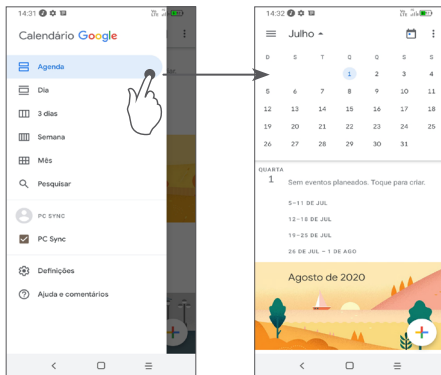 14:31
Calendário Google
Agenda
Dia
3 dias
Semana
Mês
Pesquisar
PC SYNC
PC Sync
Definições
Ajuda e comentários
14:32
Julho
D S T Q Q S S
1 2 3 4
5 6 7 8 9 10 11
12 13 14 15 16 17 18
19 20 21 22 23 24 25
26 27 28 29 30 31
QUARTA
1 Sem eventos planeados. Toque para criar.
5–11 DE JUL
12–18 DE JUL
19–25 DE JUL
26 DE JUL – 1 DE AGO
Agosto de 2020